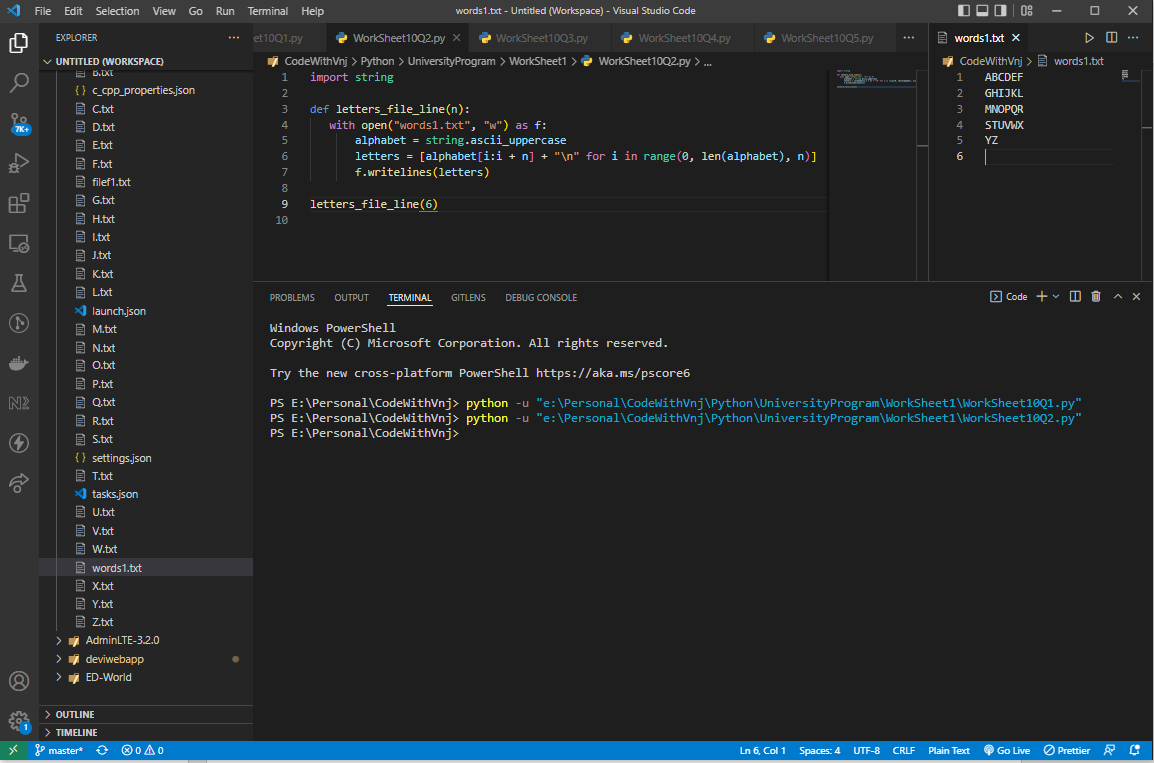 File Edit Selection View Go Run Terminal Help words1.txt - Untitled (Workspace) - Visual Studio Code
EXPLORER
et10Q1.py WorkSheet10Q2.py WorkSheet10Q3.py WorkSheet10Q4.py WorkSheet10Q5.py words1.txt
UNTITLED (WORKSPACE)
B.txt
{ } c_cpp_properties.json
C.txt
D.txt
E.txt
F.txt
filef1.txt
G.txt
H.txt
I.txt
J.txt
K.txt
L.txt
launch.json
M.txt
N.txt
O.txt
P.txt
Q.txt
R.txt
S.txt
{ } settings.json
T.txt
tasks.json
U.txt
V.txt
W.txt
words1.txt
X.txt
Y.txt
Z.txt
AdminLTE-3.2.0
deviwebapp
ED-World
OUTLINE
TIMELINE
7K+
1
CodeWithVnj > Python > UniversityProgram > WorkSheet1 > WorkSheet10Q2.py > ...
1 import string
2
3 def letters_file_line(n):
4 with open("words1.txt", "w") as f:
5 alphabet = string.ascii_uppercase
6 letters = [alphabet[i:i + n] + "\n" for i in range(0, len(alphabet), n)]
7 f.writelines(letters)
8
9 letters_file_line(6)
10
CodeWithVnj > words1.txt
1 ABCDEF
2 GHIJKL
3 MNOPQR
4 STUVWX
5 YZ
6
PROBLEMS OUTPUT TERMINAL GITLENS DEBUG CONSOLE Code
Windows PowerShell
Copyright (C) Microsoft Corporation. All rights reserved.
Try the new cross-platform PowerShell https://aka.ms/pscore6
PS E:\Personal\CodeWithVnj> python -u "e:\Personal\CodeWithVnj\Python\UniversityProgram\WorkSheet1\WorkSheet10Q1.py"
PS E:\Personal\CodeWithVnj> python -u "e:\Personal\CodeWithVnj\Python\UniversityProgram\WorkSheet1\WorkSheet10Q2.py"
PS E:\Personal\CodeWithVnj>
master* 0 0 Ln 6, Col 1 Spaces: 4 UTF-8 CRLF Plain Text Go Live Prettier